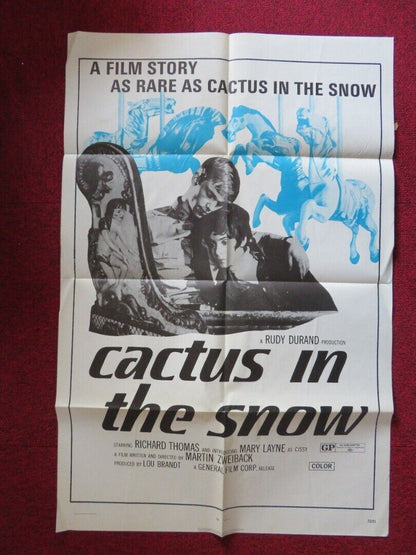 A FILM STORY
AS RARE AS CACTUS IN THE SNOW
A RUDY DURAND PRODUCTION
cactus in
the snow
STARRING RICHARD THOMAS AND INTRODUCING MARY LAYNE AS CISSY
A FILM WRITTEN AND DIRECTED BY MARTIN ZWEIBACK
PRODUCED BY LOU BRANDT A GENERAL FILM CORP. RELEASE
GP
COLOR